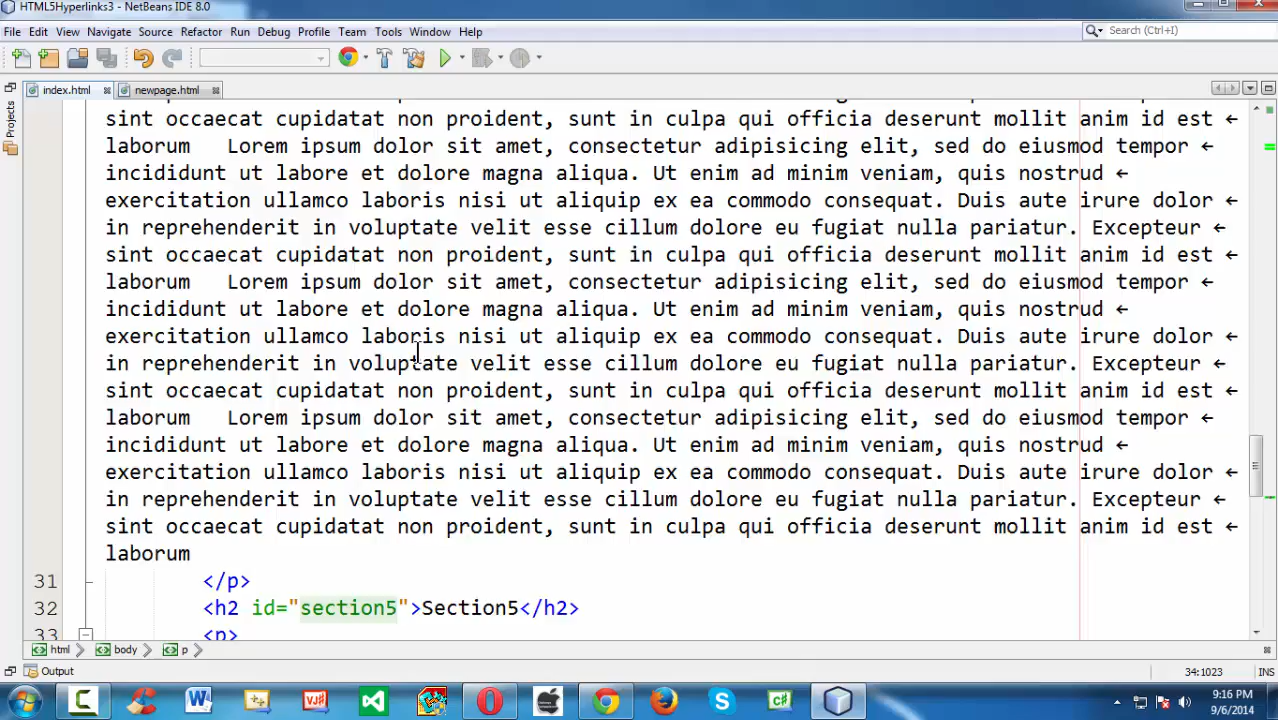 HTML5Hyperlinks3 - NetBeans IDE 8.0
File Edit View Navigate Source Refactor Run Debug Profile Team Tools Window Help
Search (Ctrl+I)
index.html newpage.html
Projects
sint occaecat cupidatat non proident, sunt in culpa qui officia deserunt mollit anim id est ←
laborum   Lorem ipsum dolor sit amet, consectetur adipisicing elit, sed do eiusmod tempor ←
incididunt ut labore et dolore magna aliqua. Ut enim ad minim veniam, quis nostrud ←
exercitation ullamco laboris nisi ut aliquip ex ea commodo consequat. Duis aute irure dolor ←
in reprehenderit in voluptate velit esse cillum dolore eu fugiat nulla pariatur. Excepteur ←
sint occaecat cupidatat non proident, sunt in culpa qui officia deserunt mollit anim id est ←
laborum   Lorem ipsum dolor sit amet, consectetur adipisicing elit, sed do eiusmod tempor ←
incididunt ut labore et dolore magna aliqua. Ut enim ad minim veniam, quis nostrud ←
exercitation ullamco laboris nisi ut aliquip ex ea commodo consequat. Duis aute irure dolor ←
in reprehenderit in voluptate velit esse cillum dolore eu fugiat nulla pariatur. Excepteur ←
sint occaecat cupidatat non proident, sunt in culpa qui officia deserunt mollit anim id est ←
laborum   Lorem ipsum dolor sit amet, consectetur adipisicing elit, sed do eiusmod tempor ←
incididunt ut labore et dolore magna aliqua. Ut enim ad minim veniam, quis nostrud ←
exercitation ullamco laboris nisi ut aliquip ex ea commodo consequat. Duis aute irure dolor ←
in reprehenderit in voluptate velit esse cillum dolore eu fugiat nulla pariatur. Excepteur ←
sint occaecat cupidatat non proident, sunt in culpa qui officia deserunt mollit anim id est ←
laborum
31 </p>
32 <h2 id="section5">Section5</h2>
33 <p>
html body p
Output
34:1023 INS
9:16 PM
9/6/2014